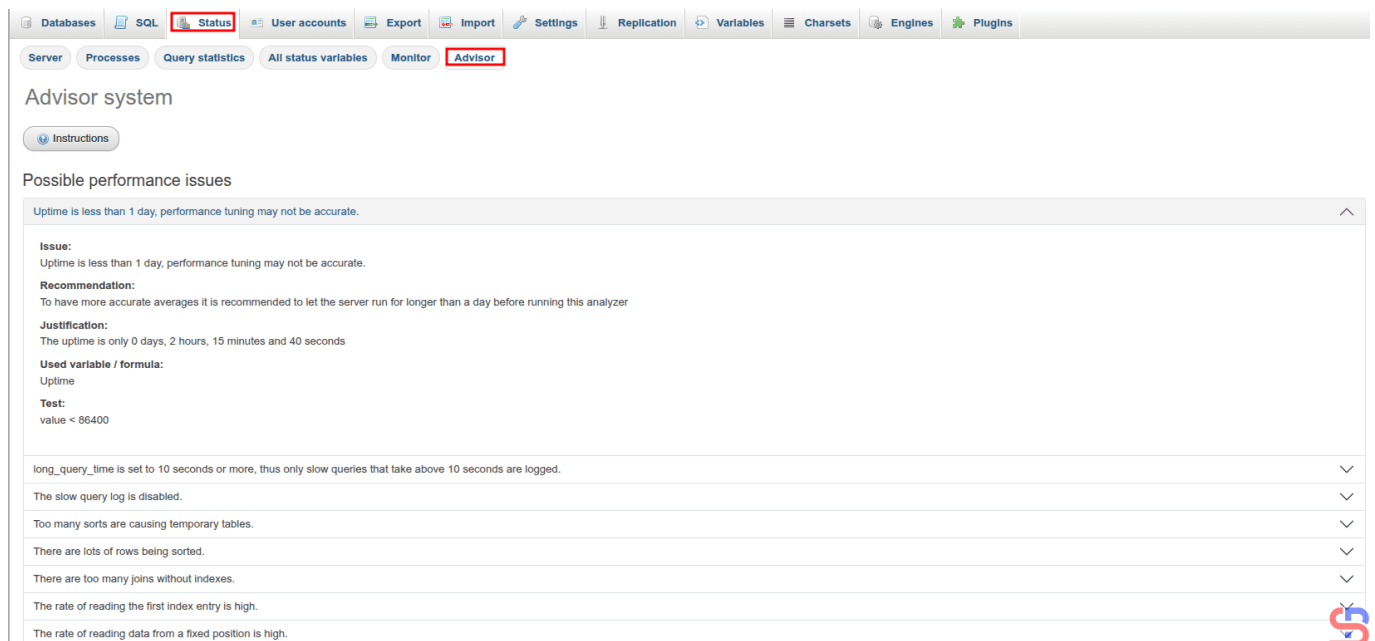 Databases SQL Status User accounts Export Import Settings Replication Variables Charsets Engines Plugins
Server Processes Query statistics All status variables Monitor Advisor
Advisor system
Instructions
Possible performance issues
Uptime is less than 1 day, performance tuning may not be accurate.
Issue:
Uptime is less than 1 day, performance tuning may not be accurate.
Recommendation:
To have more accurate averages it is recommended to let the server run for longer than a day before running this analyzer
Justification:
The uptime is only 0 days, 2 hours, 15 minutes and 40 seconds
Used variable / formula:
Uptime
Test:
value < 86400
long_query_time is set to 10 seconds or more, thus only slow queries that take above 10 seconds are logged.
The slow query log is disabled.
Too many sorts are causing temporary tables.
There are lots of rows being sorted.
There are too many joins without indexes.
The rate of reading the first index entry is high.
The rate of reading data from a fixed position is high.